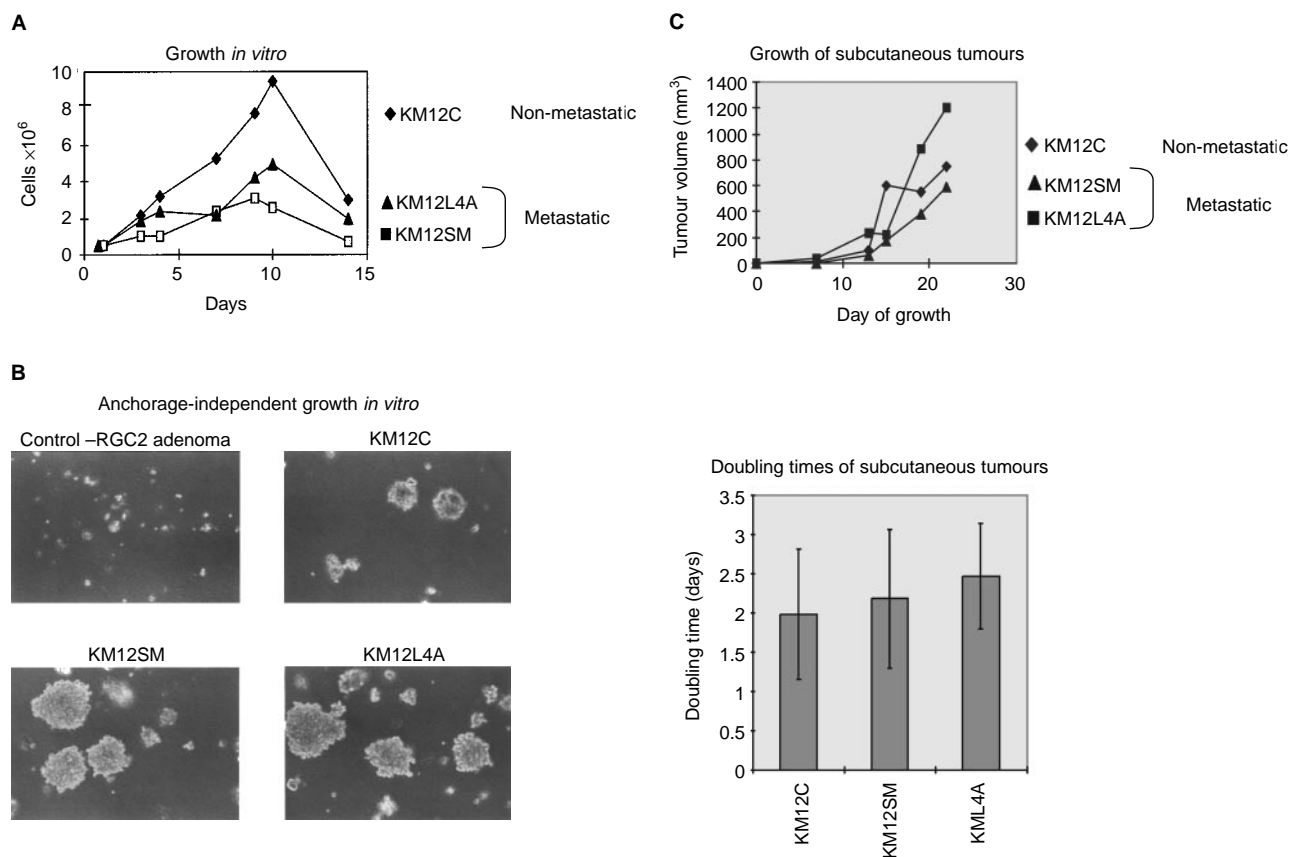 A
Growth in vitro
10
8
6
4
2
0
Cells ×10⁶
0 5 10 15
Days
KM12C Non-metastatic
KM12L4A
KM12SM
Metastatic
B
Anchorage-independent growth in vitro
Control –RGC2 adenoma
KM12C
KM12SM
KM12L4A
C
Growth of subcutaneous tumours
1400
1200
1000
800
600
400
200
0
Tumour volume (mm³)
0 10 20 30
Day of growth
KM12C Non-metastatic
KM12SM
KM12L4A
Metastatic
Doubling times of subcutaneous tumours
3.5
3
2.5
2
1.5
1
0.5
0
Doubling time (days)
KM12C
KM12SM
KML4A